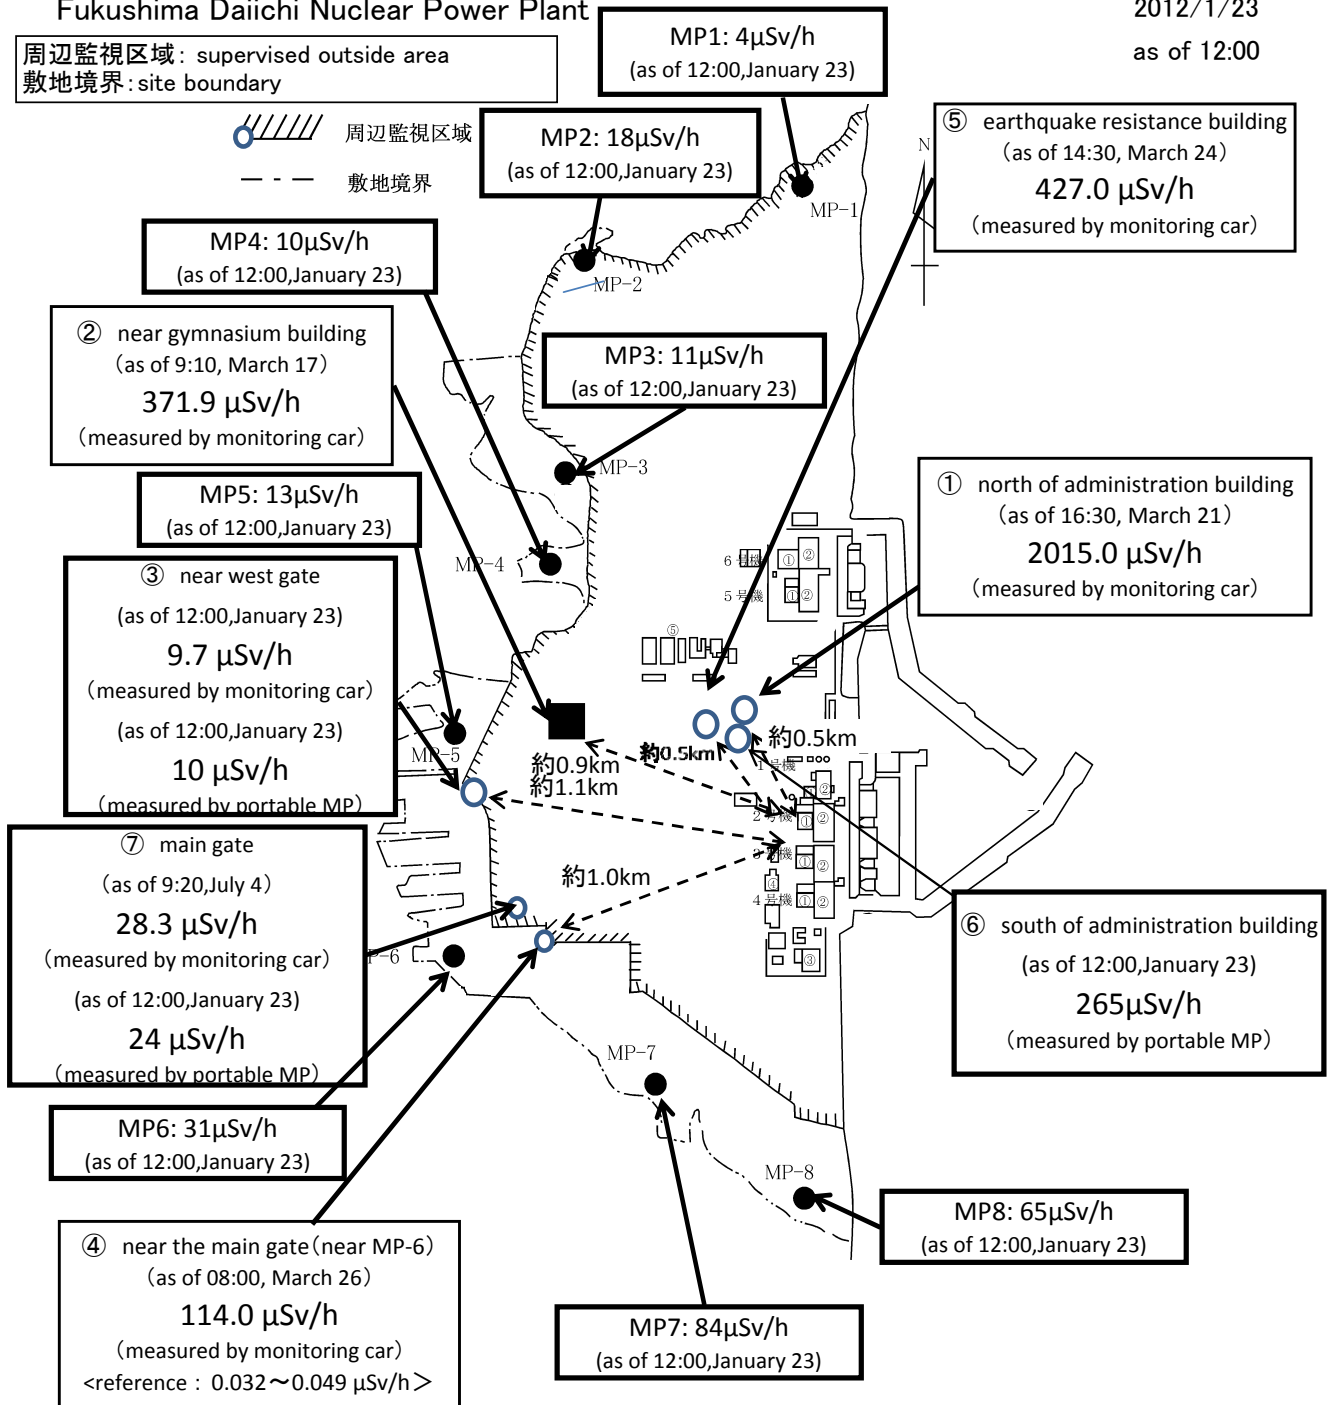 Fukushima Daiichi Nuclear Power Plant
2012/1/23
as of 12:00
周辺監視区域: supervised outside area
敷地境界:site boundary
周辺監視区域
敷地境界
MP1: 4μSv/h
(as of 12:00,January 23)
MP2: 18μSv/h
(as of 12:00,January 23)
⑤ earthquake resistance building
(as of 14:30, March 24)
427.0 μSv/h
(measured by monitoring car)
N
MP-1
MP4: 10μSv/h
(as of 12:00,January 23)
MP-2
② near gymnasium building
(as of 9:10, March 17)
371.9 μSv/h
(measured by monitoring car)
MP3: 11μSv/h
(as of 12:00,January 23)
MP-3
MP5: 13μSv/h
(as of 12:00,January 23)
① north of administration building
(as of 16:30, March 21)
2015.0 μSv/h
(measured by monitoring car)
MP-4
③ near west gate
(as of 12:00,January 23)
9.7 μSv/h
(measured by monitoring car)
(as of 12:00,January 23)
10 μSv/h
(measured by portable MP)
6号機
① ②
5号機
① ②
⑤
MP-5
約0.9km
約1.1km
約0.5km
約0.5km
1号機
②
2号機
① ②
3号機
① ②
④
4号機
① ②
③
約1.0km
⑦ main gate
(as of 9:20,July 4)
28.3 μSv/h
(measured by monitoring car)
(as of 12:00,January 23)
24 μSv/h
(measured by portable MP)
P-6
⑥ south of administration building
(as of 12:00,January 23)
265μSv/h
(measured by portable MP)
MP-7
MP6: 31μSv/h
(as of 12:00,January 23)
MP-8
MP8: 65μSv/h
(as of 12:00,January 23)
④ near the main gate(near MP-6)
(as of 08:00, March 26)
114.0 μSv/h
(measured by monitoring car)
<reference : 0.032～0.049 μSv/h>
MP7: 84μSv/h
(as of 12:00,January 23)